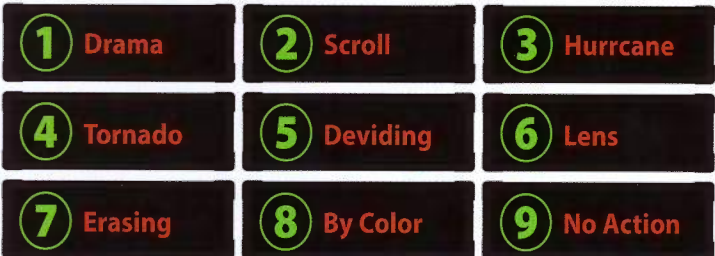 1 Drama
2 Scroll
3 Hurrcane
4 Tornado
5 Deviding
6 Lens
7 Erasing
8 By Color
9 No Action